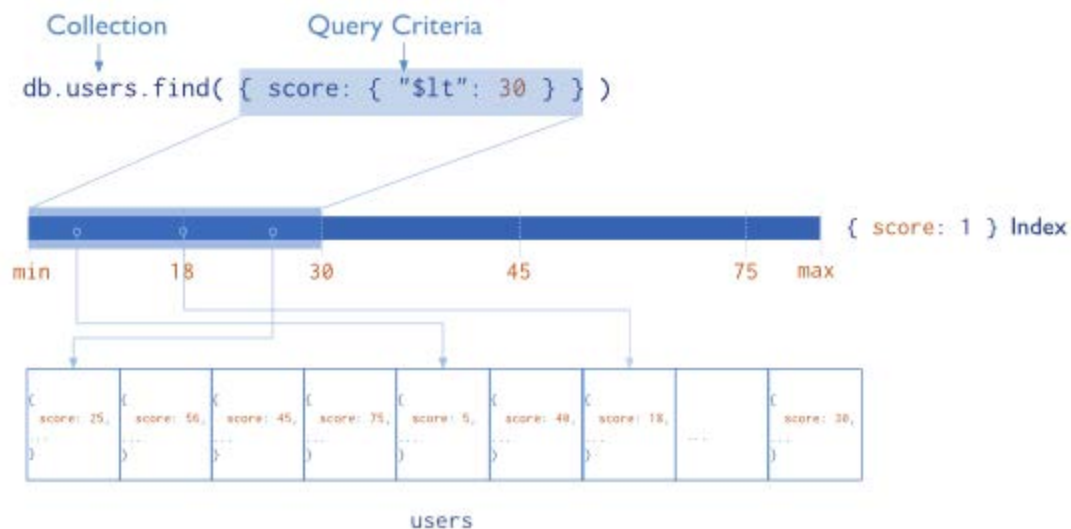 Collection Query Criteria
db.users.find( { score: { "$lt": 30 } } )
{ score: 1 } Index
min 18 30 45 75 max
{ { { { { { { {
score: 25, score: 56, score: 45, score: 75, score: 5, score: 40, score: 18, score: 30,
... ... ... ... ... ... ... ... ...
} } } } } } } }
users